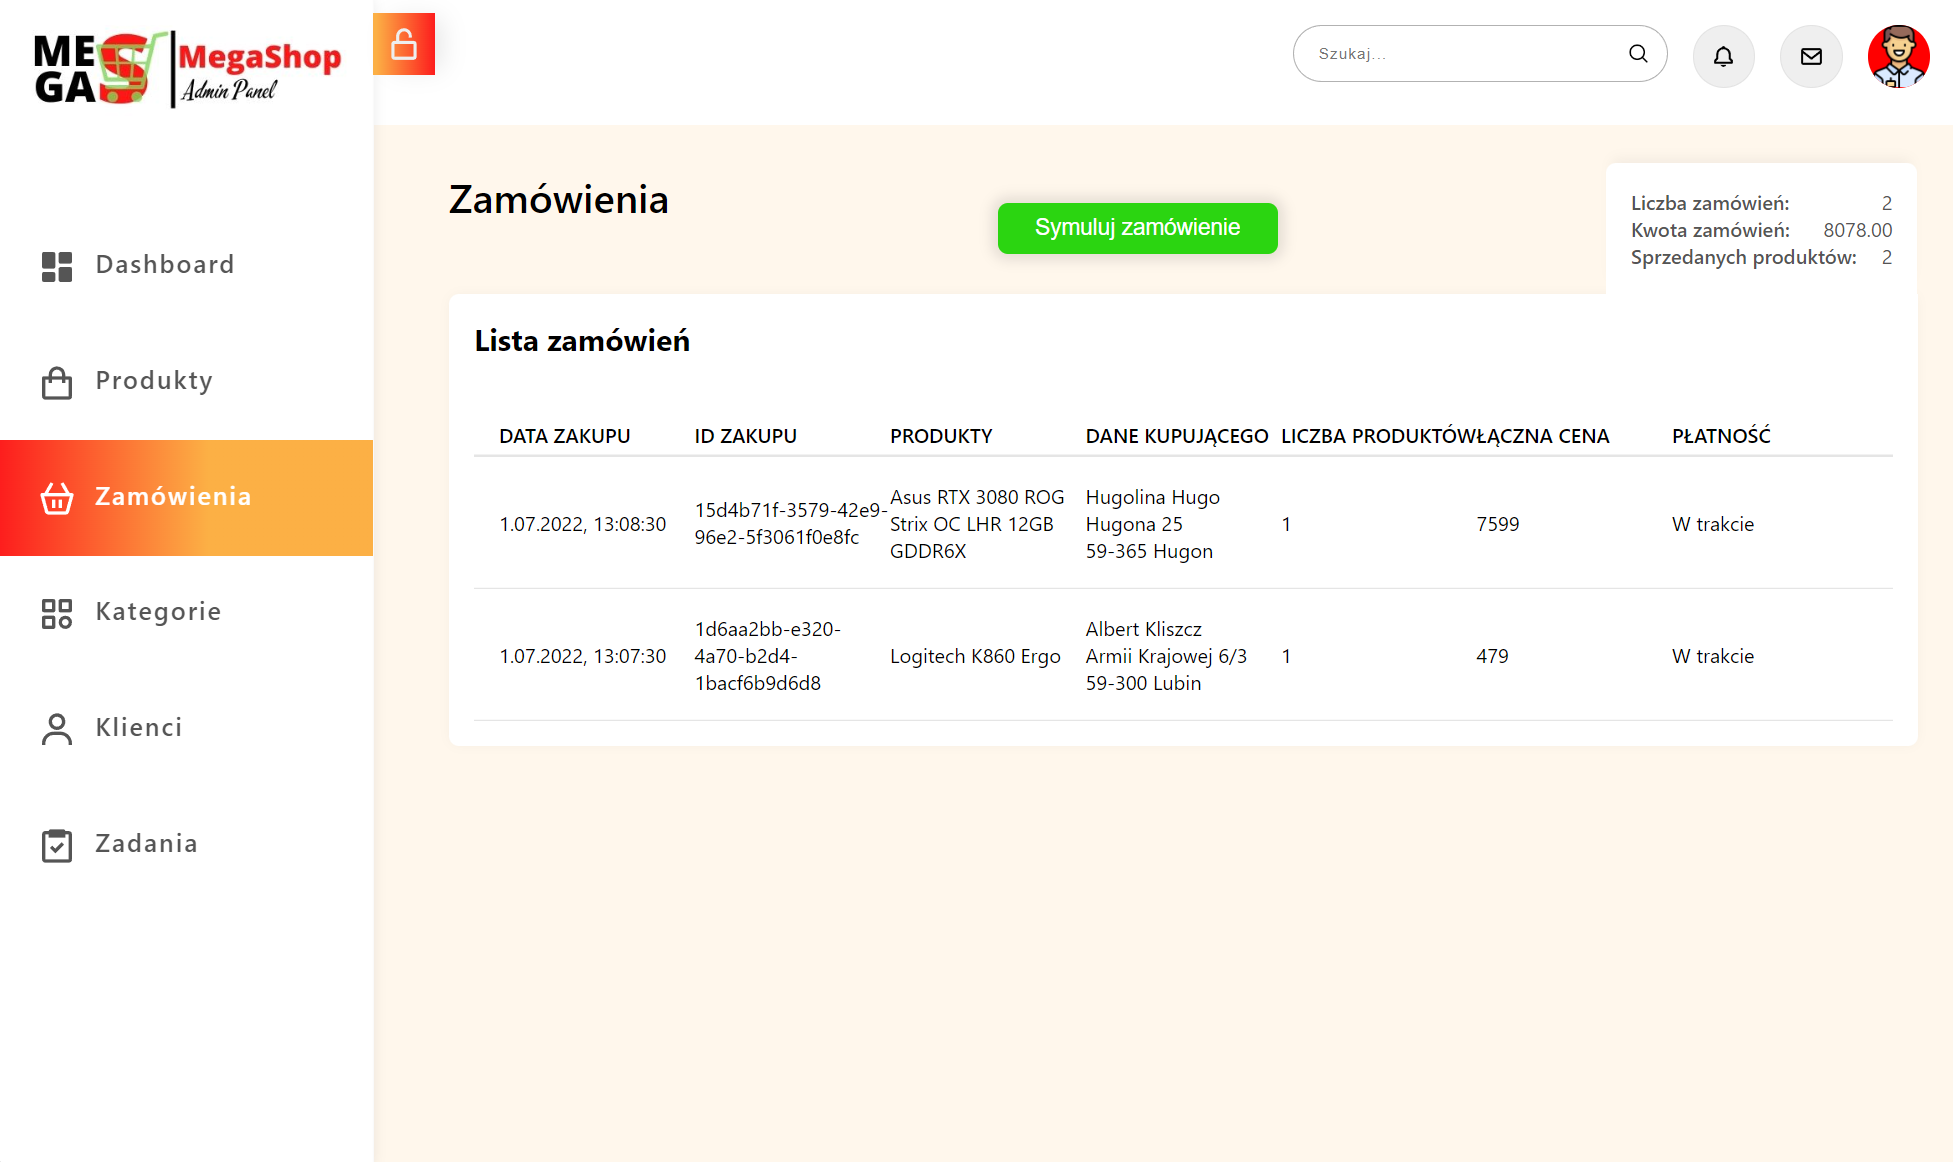 MEGAS
MegaShop
Admin Panel
Szukaj...
Dashboard
Produkty
Zamówienia
Kategorie
Klienci
Zadania
Zamówienia
Symuluj zamówienie
Liczba zamówień: 2
Kwota zamówień: 8078.00
Sprzedanych produktów: 2
Lista zamówień
DATA ZAKUPU ID ZAKUPU PRODUKTY DANE KUPUJĄCEGO LICZBA PRODUKTÓW ŁĄCZNA CENA PŁATNOŚĆ
1.07.2022, 13:08:30
15d4b71f-3579-42e9-
96e2-5f3061f0e8fc
Asus RTX 3080 ROG
Strix OC LHR 12GB
GDDR6X
Hugolina Hugo
Hugona 25
59-365 Hugon
1
7599
W trakcie
1.07.2022, 13:07:30
1d6aa2bb-e320-
4a70-b2d4-
1bacf6b9d6d8
Logitech K860 Ergo
Albert Kliszcz
Armii Krajowej 6/3
59-300 Lubin
1
479
W trakcie